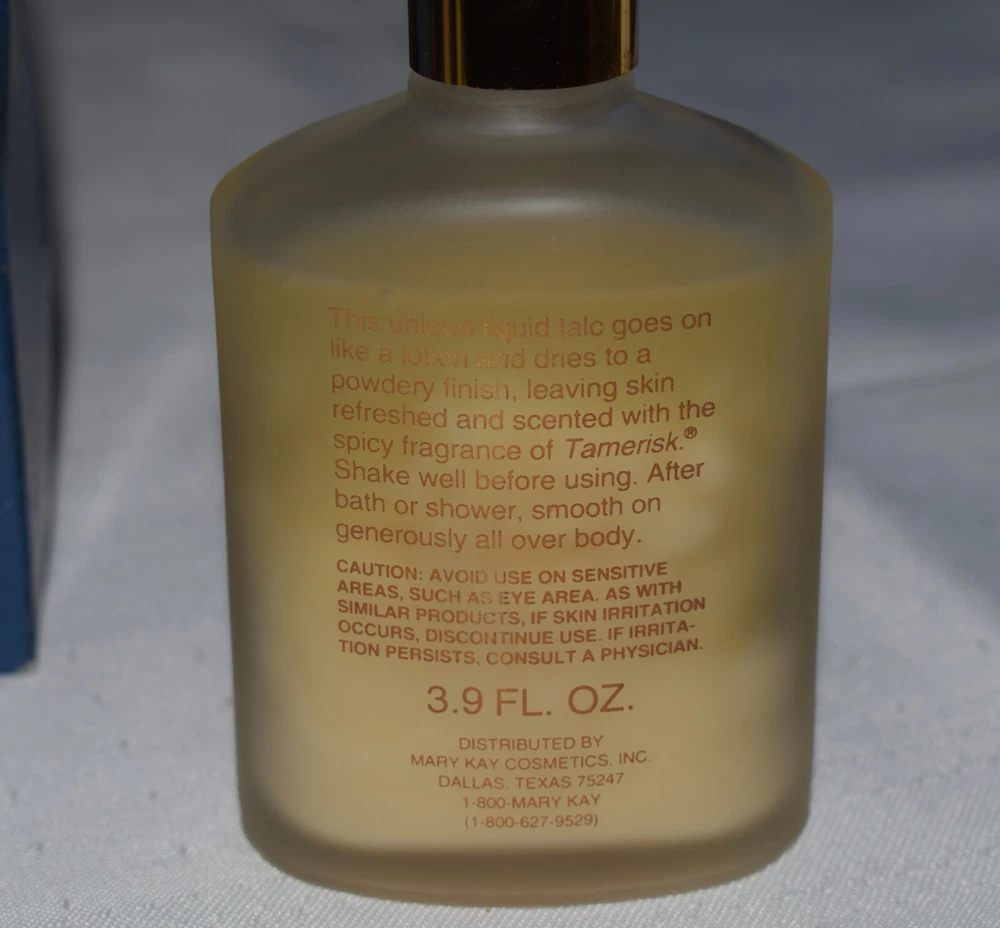 This unique liquid talc goes on
like a lotion and dries to a
powdery finish, leaving skin
refreshed and scented with the
spicy fragrance of Tamerisk.®
Shake well before using. After
bath or shower, smooth on
generously all over body.
CAUTION: AVOID USE ON SENSITIVE
AREAS, SUCH AS EYE AREA. AS WITH
SIMILAR PRODUCTS, IF SKIN IRRITATION
OCCURS, DISCONTINUE USE. IF IRRITA-
TION PERSISTS, CONSULT A PHYSICIAN.
3.9 FL. OZ.
DISTRIBUTED BY
MARY KAY COSMETICS, INC.
DALLAS, TEXAS 75247
1-800-MARY KAY
(1-800-627-9529)